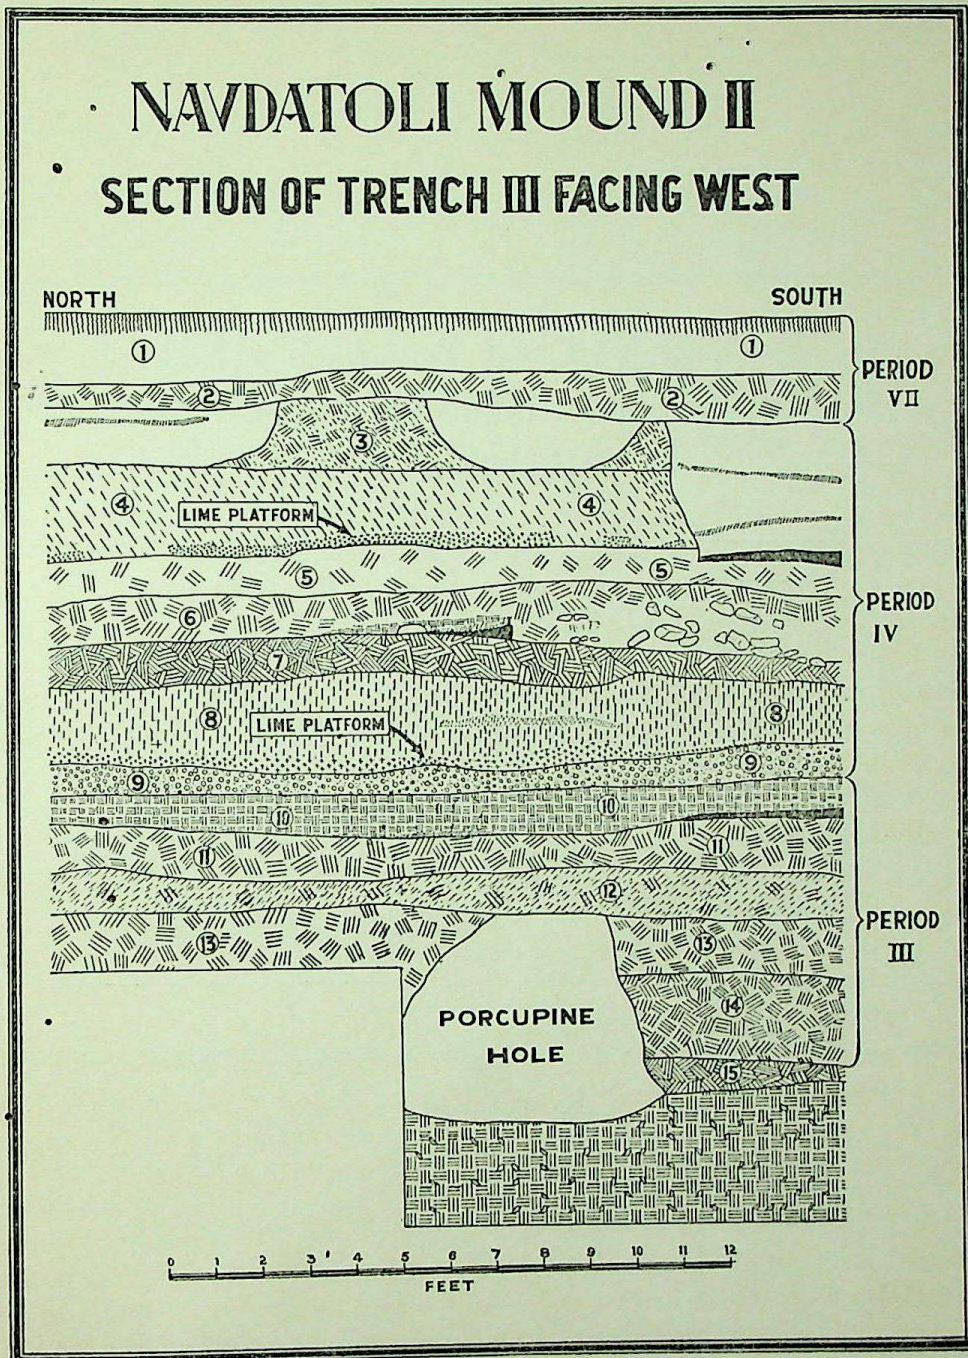 NAVDATOLI MOUND II
SECTION OF TRENCH III FACING WEST
NORTH SOUTH
① ①
PERIOD
VII
② ②
③
④ ④
LIME PLATFORM
⑤ ⑤
PERIOD
IV
⑥
⑦
⑧ ⑧
LIME PLATFORM
⑨ ⑨
⑩ ⑩
⑪ ⑪
⑫
PERIOD
III
⑬ ⑬
⑭
PORCUPINE
HOLE
⑮
0 1 2 3 4 5 6 7 8 9 10 11 12
FEET